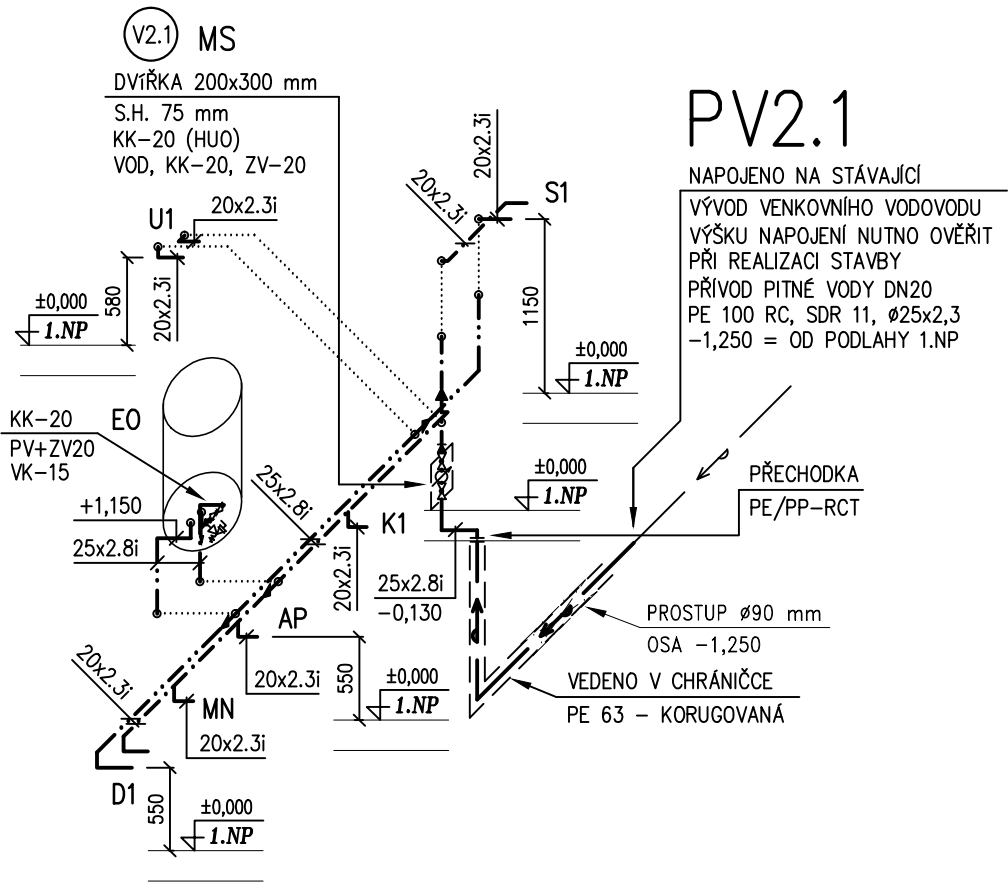 V2.1 MS
DVÍŘKA 200x300 mm
S.H. 75 mm
KK-20 (HUO)
VOD, KK-20, ZV-20
PV2.1
NAPOJENO NA STÁVAJÍCÍ
VÝVOD VENKOVNÍHO VODOVODU
VÝŠKU NAPOJENÍ NUTNO OVĚŘIT
PŘI REALIZACI STAVBY
PŘÍVOD PITNÉ VODY DN20
PE 100 RC, SDR 11, ø25x2,3
-1,250 = OD PODLAHY 1.NP
20x2.3i
20x2.3i
S1
U1
20x2.3i
20x2.3i
580
±0,000
1.NP
1150
±0,000
1.NP
KK-20
PV+ZV20
VK-15
EO
+1,150
25x2.8i
25x2.8i
K1
20x2.3i
±0,000
1.NP
25x2.8i
-0,130
PŘECHODKA
PE/PP-RCT
PROSTUP ø90 mm
OSA -1,250
VEDENO V CHRÁNIČCE
PE 63 - KORUGOVANÁ
AP
20x2.3i
550
±0,000
1.NP
20x2.3i
MN
20x2.3i
D1
550
±0,000
1.NP